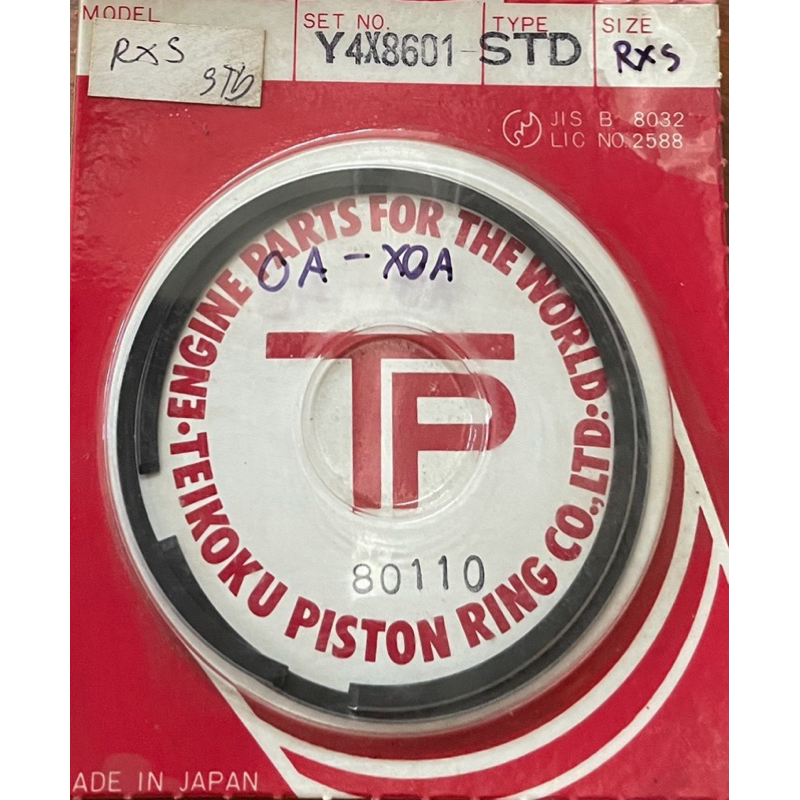 MODEL SET NO. TYPE SIZE
RXS STD Y4X8601-STD RXS
JIS B 8032
LIC NO.2588
•ENGINE PARTS FOR THE WORLD•
OA-XOA
TP
80110
TEIKOKU PISTON RING CO.,LTD.
ADE IN JAPAN